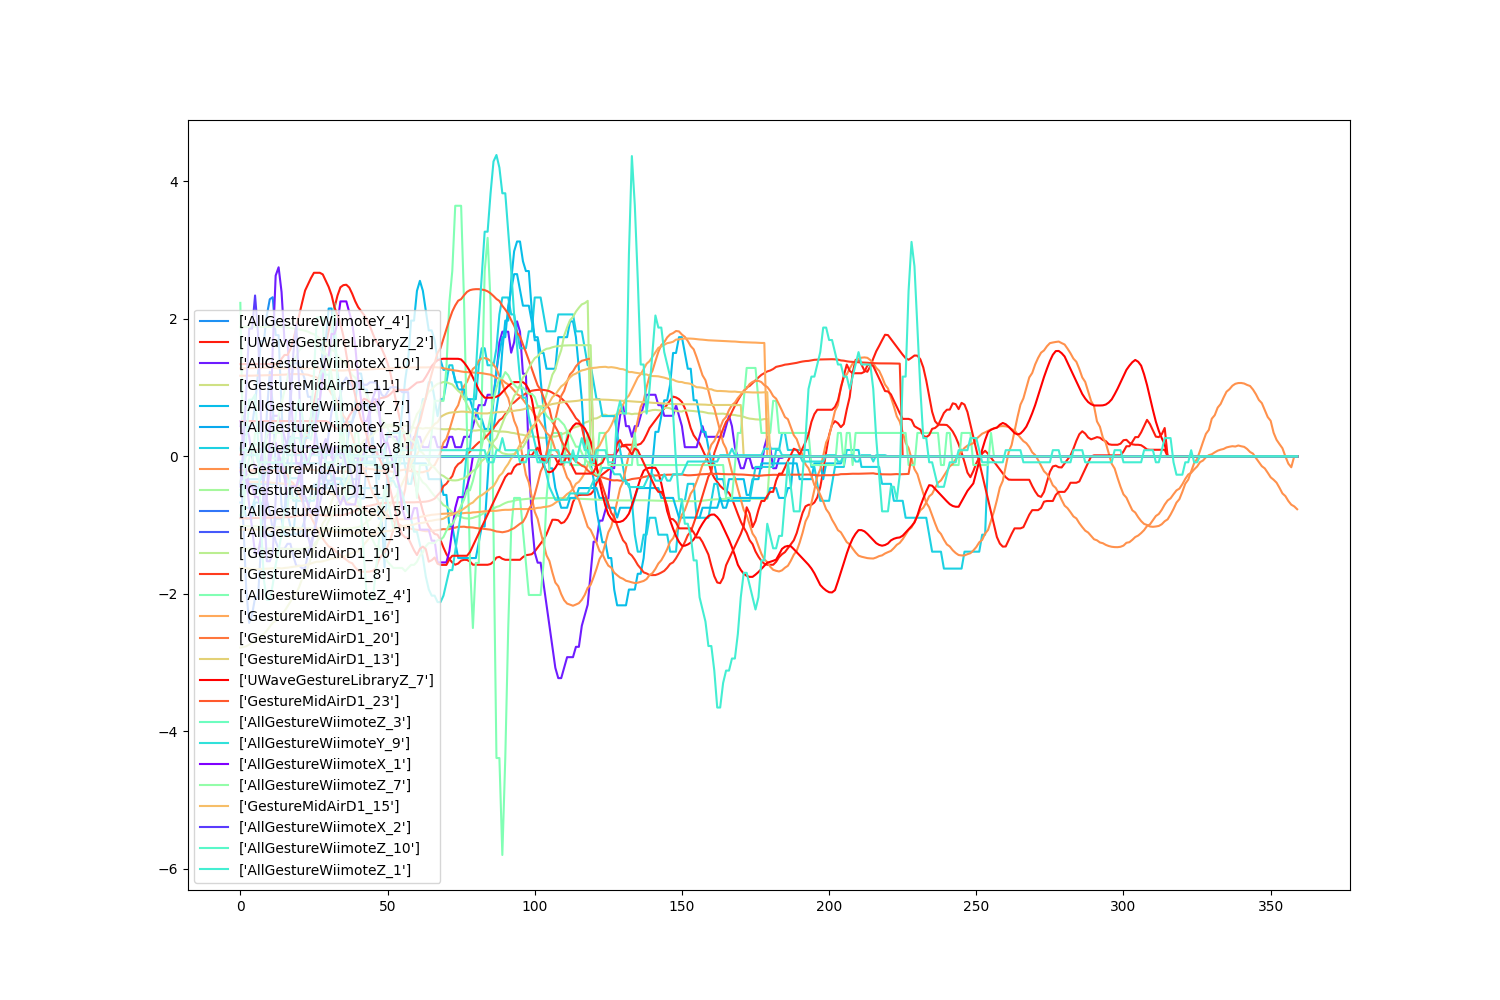 4
2
0
−2
−4
−6
0
50
100
150
200
250
300
350
['AllGestureWiimoteY_4']
['UWaveGestureLibraryZ_2']
['AllGestureWiimoteX_10']
['GestureMidAirD1_11']
['AllGestureWiimoteY_7']
['AllGestureWiimoteY_5']
['AllGestureWiimoteY_8']
['GestureMidAirD1_19']
['GestureMidAirD1_1']
['AllGestureWiimoteX_5']
['AllGestureWiimoteX_3']
['GestureMidAirD1_10']
['GestureMidAirD1_8']
['AllGestureWiimoteZ_4']
['GestureMidAirD1_16']
['GestureMidAirD1_20']
['GestureMidAirD1_13']
['UWaveGestureLibraryZ_7']
['GestureMidAirD1_23']
['AllGestureWiimoteZ_3']
['AllGestureWiimoteY_9']
['AllGestureWiimoteX_1']
['AllGestureWiimoteZ_7']
['GestureMidAirD1_15']
['AllGestureWiimoteX_2']
['AllGestureWiimoteZ_10']
['AllGestureWiimoteZ_1']